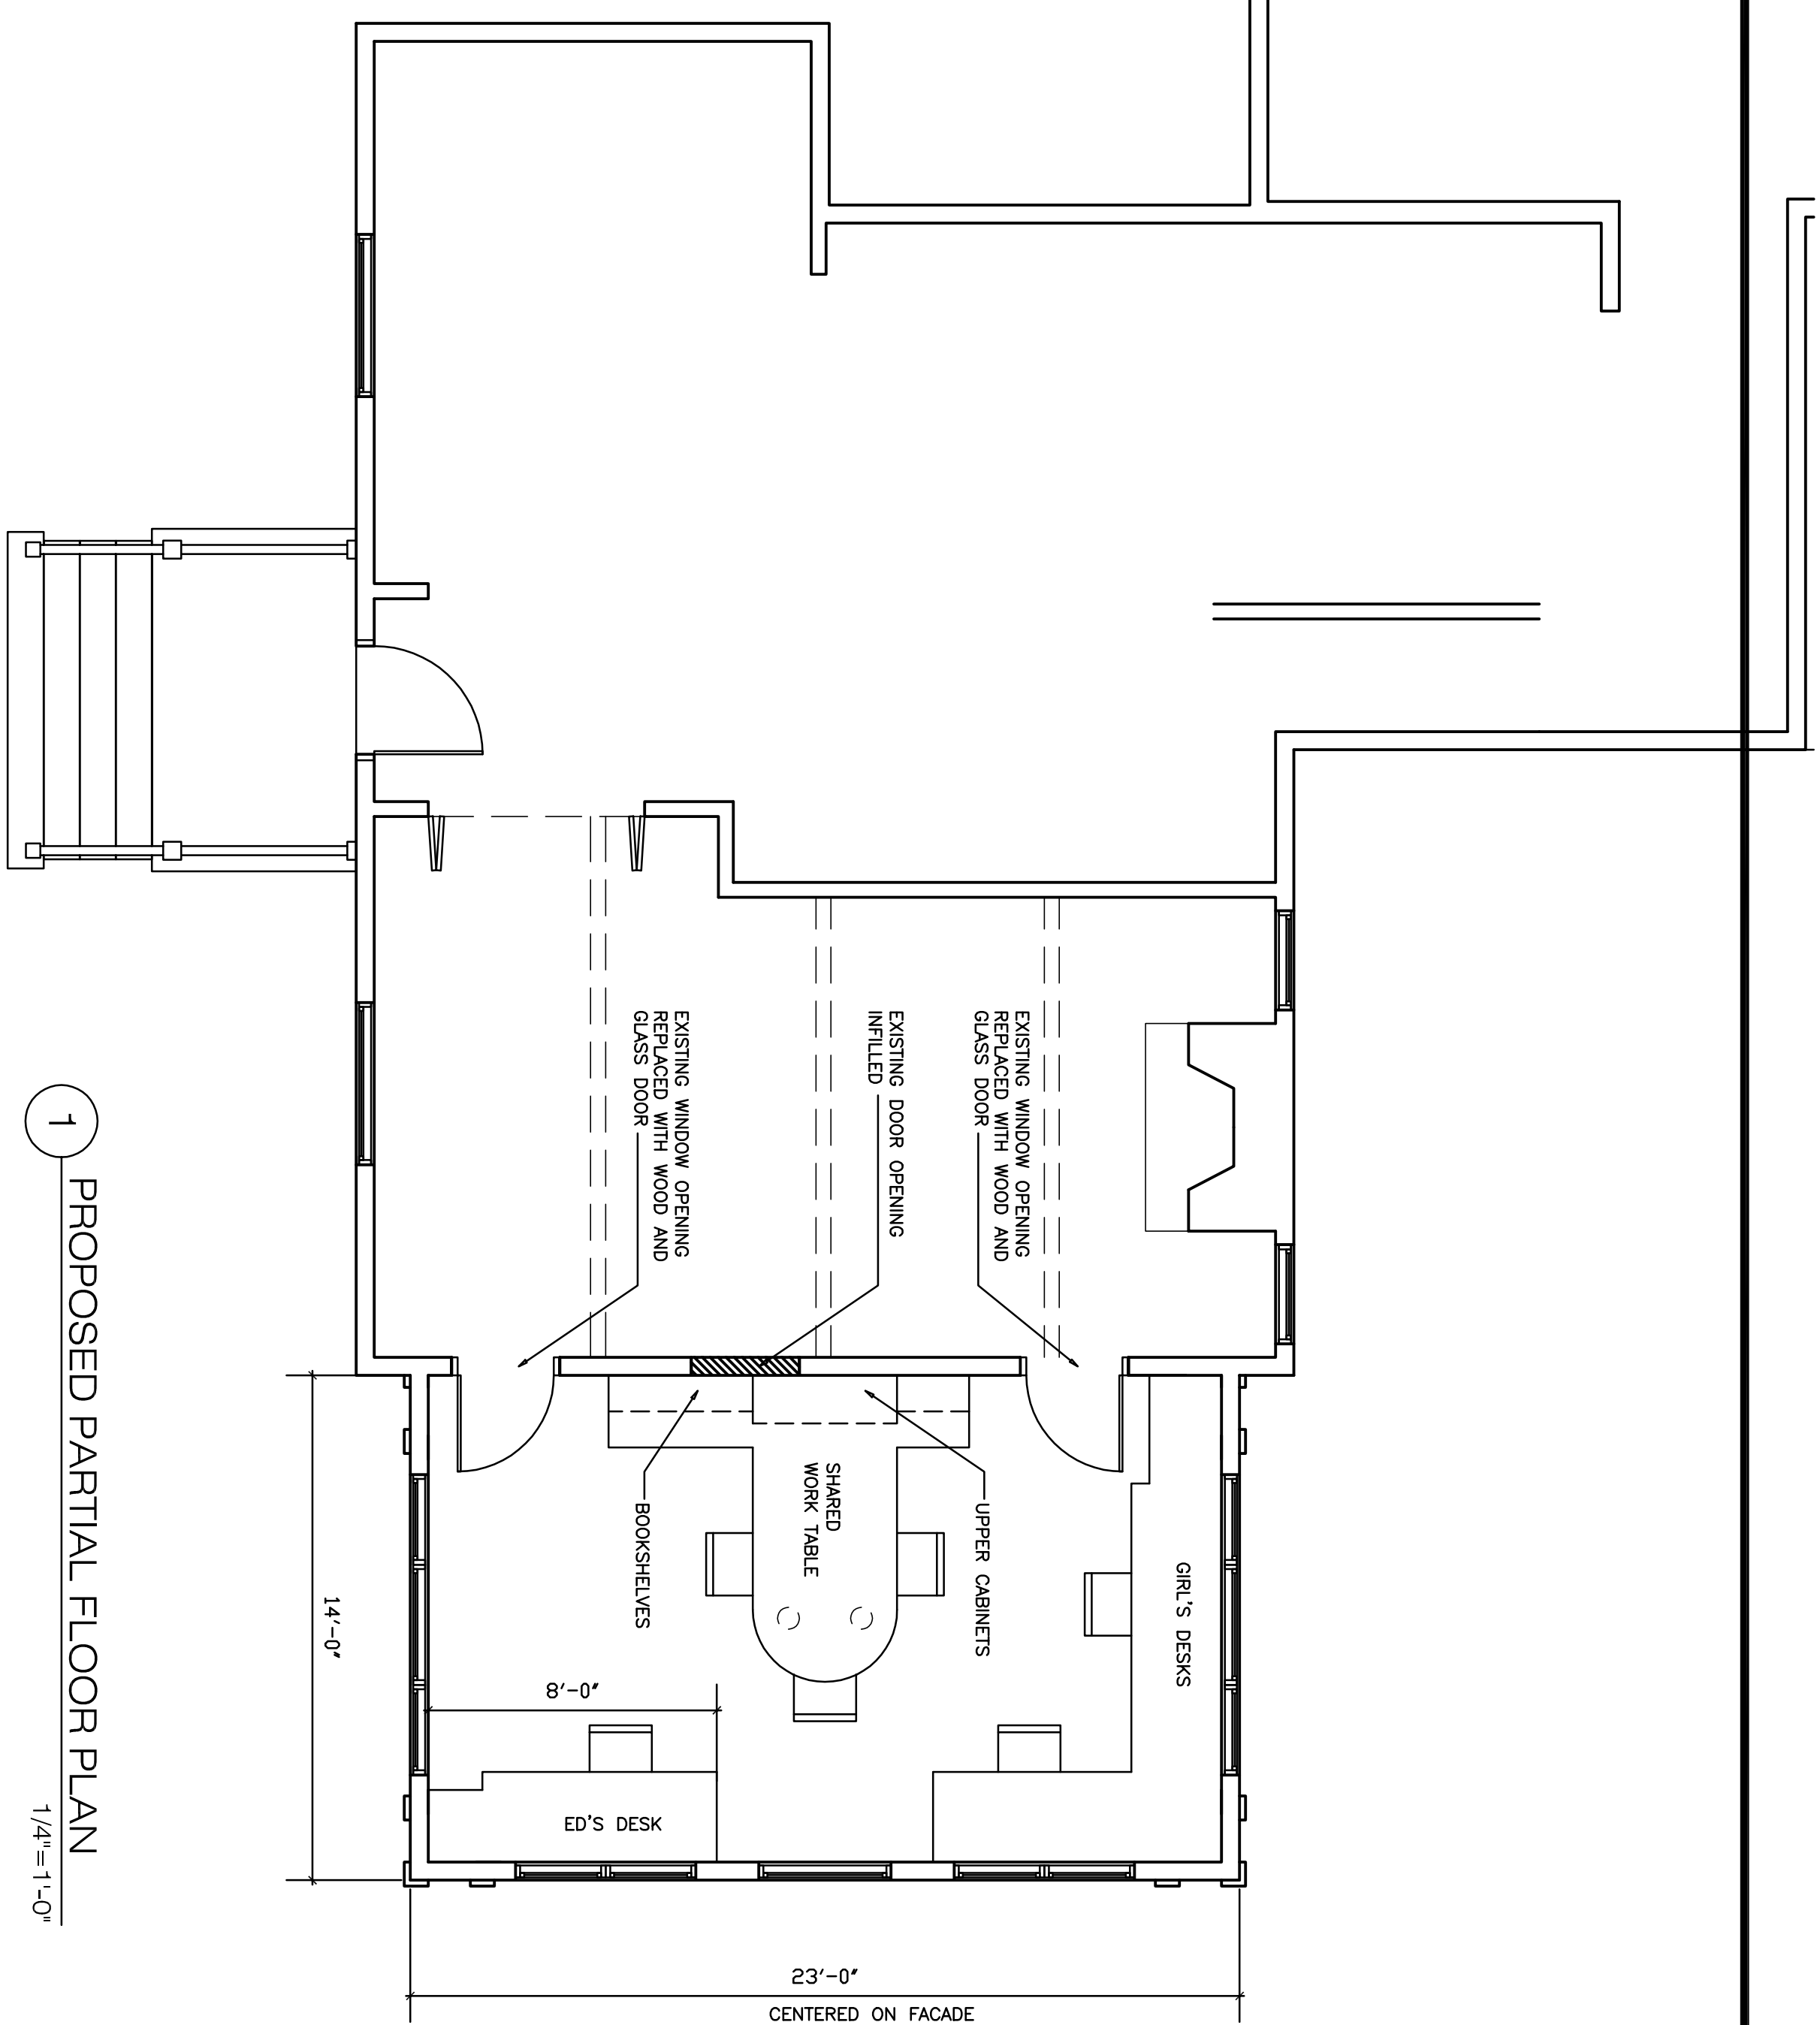 EXISTING WINDOW OPENING
REPLACED WITH WOOD AND
GLASS DOOR
EXISTING DOOR OPENING
INFILLED
EXISTING WINDOW OPENING
REPLACED WITH WOOD AND
GLASS DOOR
GIRL'S DESKS
UPPER CABINETS
SHARED
WORK TABLE
BOOKSHELVES
8'-0"
ED'S DESK
14'-0"
23'-0"
CENTERED ON FACADE
1
PROPOSED PARTIAL FLOOR PLAN
1/4"=1'-0"